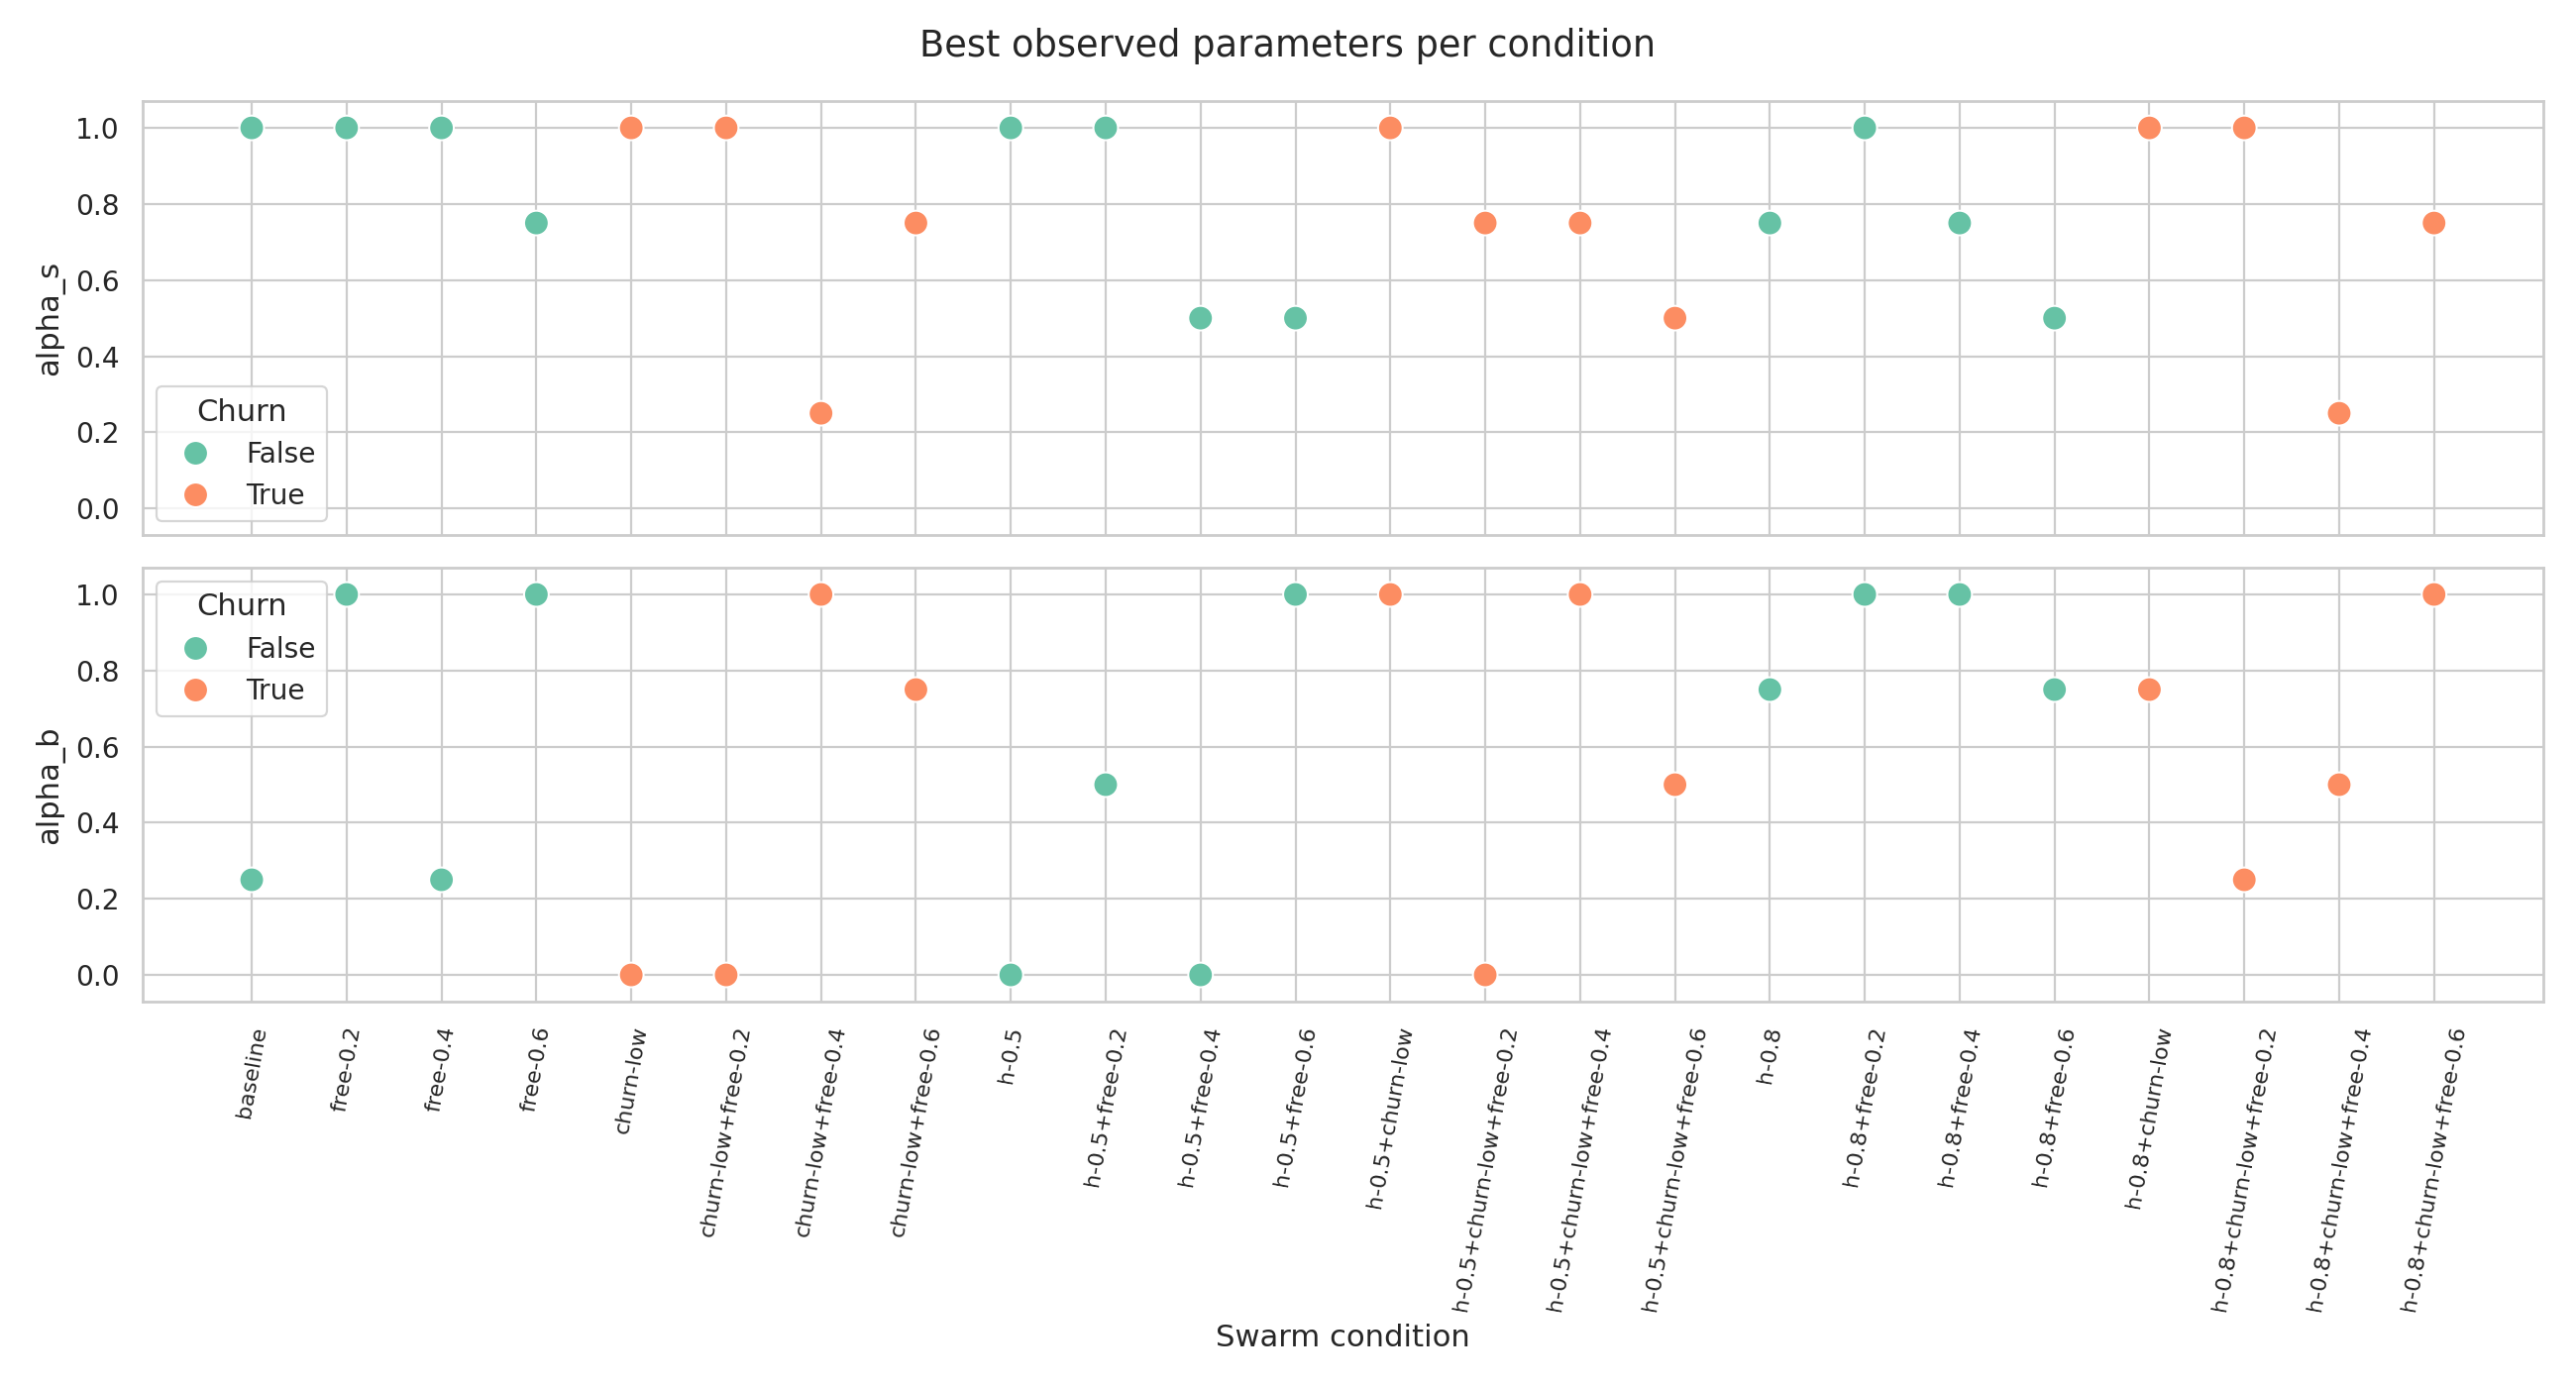 Best observed parameters per condition
alpha_s
1.0
0.8
0.6
0.4
0.2
0.0
Churn
False
True
alpha_b
1.0
0.8
0.6
0.4
0.2
0.0
Churn
False
True
baseline
free-0.2
free-0.4
free-0.6
churn-low
churn-low+free-0.2
churn-low+free-0.4
churn-low+free-0.6
h-0.5
h-0.5+free-0.2
h-0.5+free-0.4
h-0.5+free-0.6
h-0.5+churn-low
h-0.5+churn-low+free-0.2
h-0.5+churn-low+free-0.4
h-0.5+churn-low+free-0.6
h-0.8
h-0.8+free-0.2
h-0.8+free-0.4
h-0.8+free-0.6
h-0.8+churn-low
h-0.8+churn-low+free-0.2
h-0.8+churn-low+free-0.4
h-0.8+churn-low+free-0.6
Swarm condition